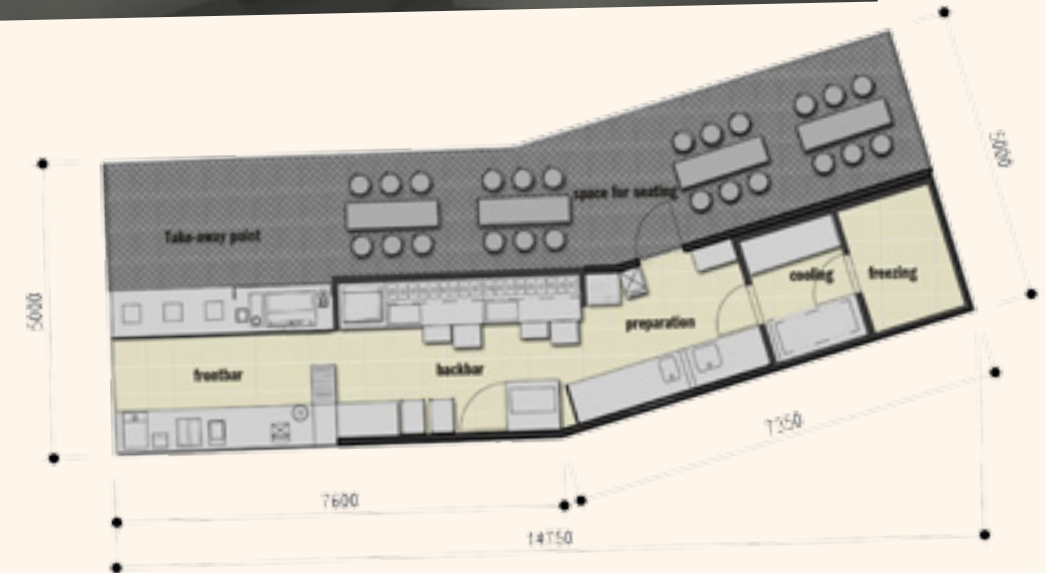 5000
Take-away point
space for seating
5000
cooling
freezing
preparation
frontbar
backbar
7350
7600
14750